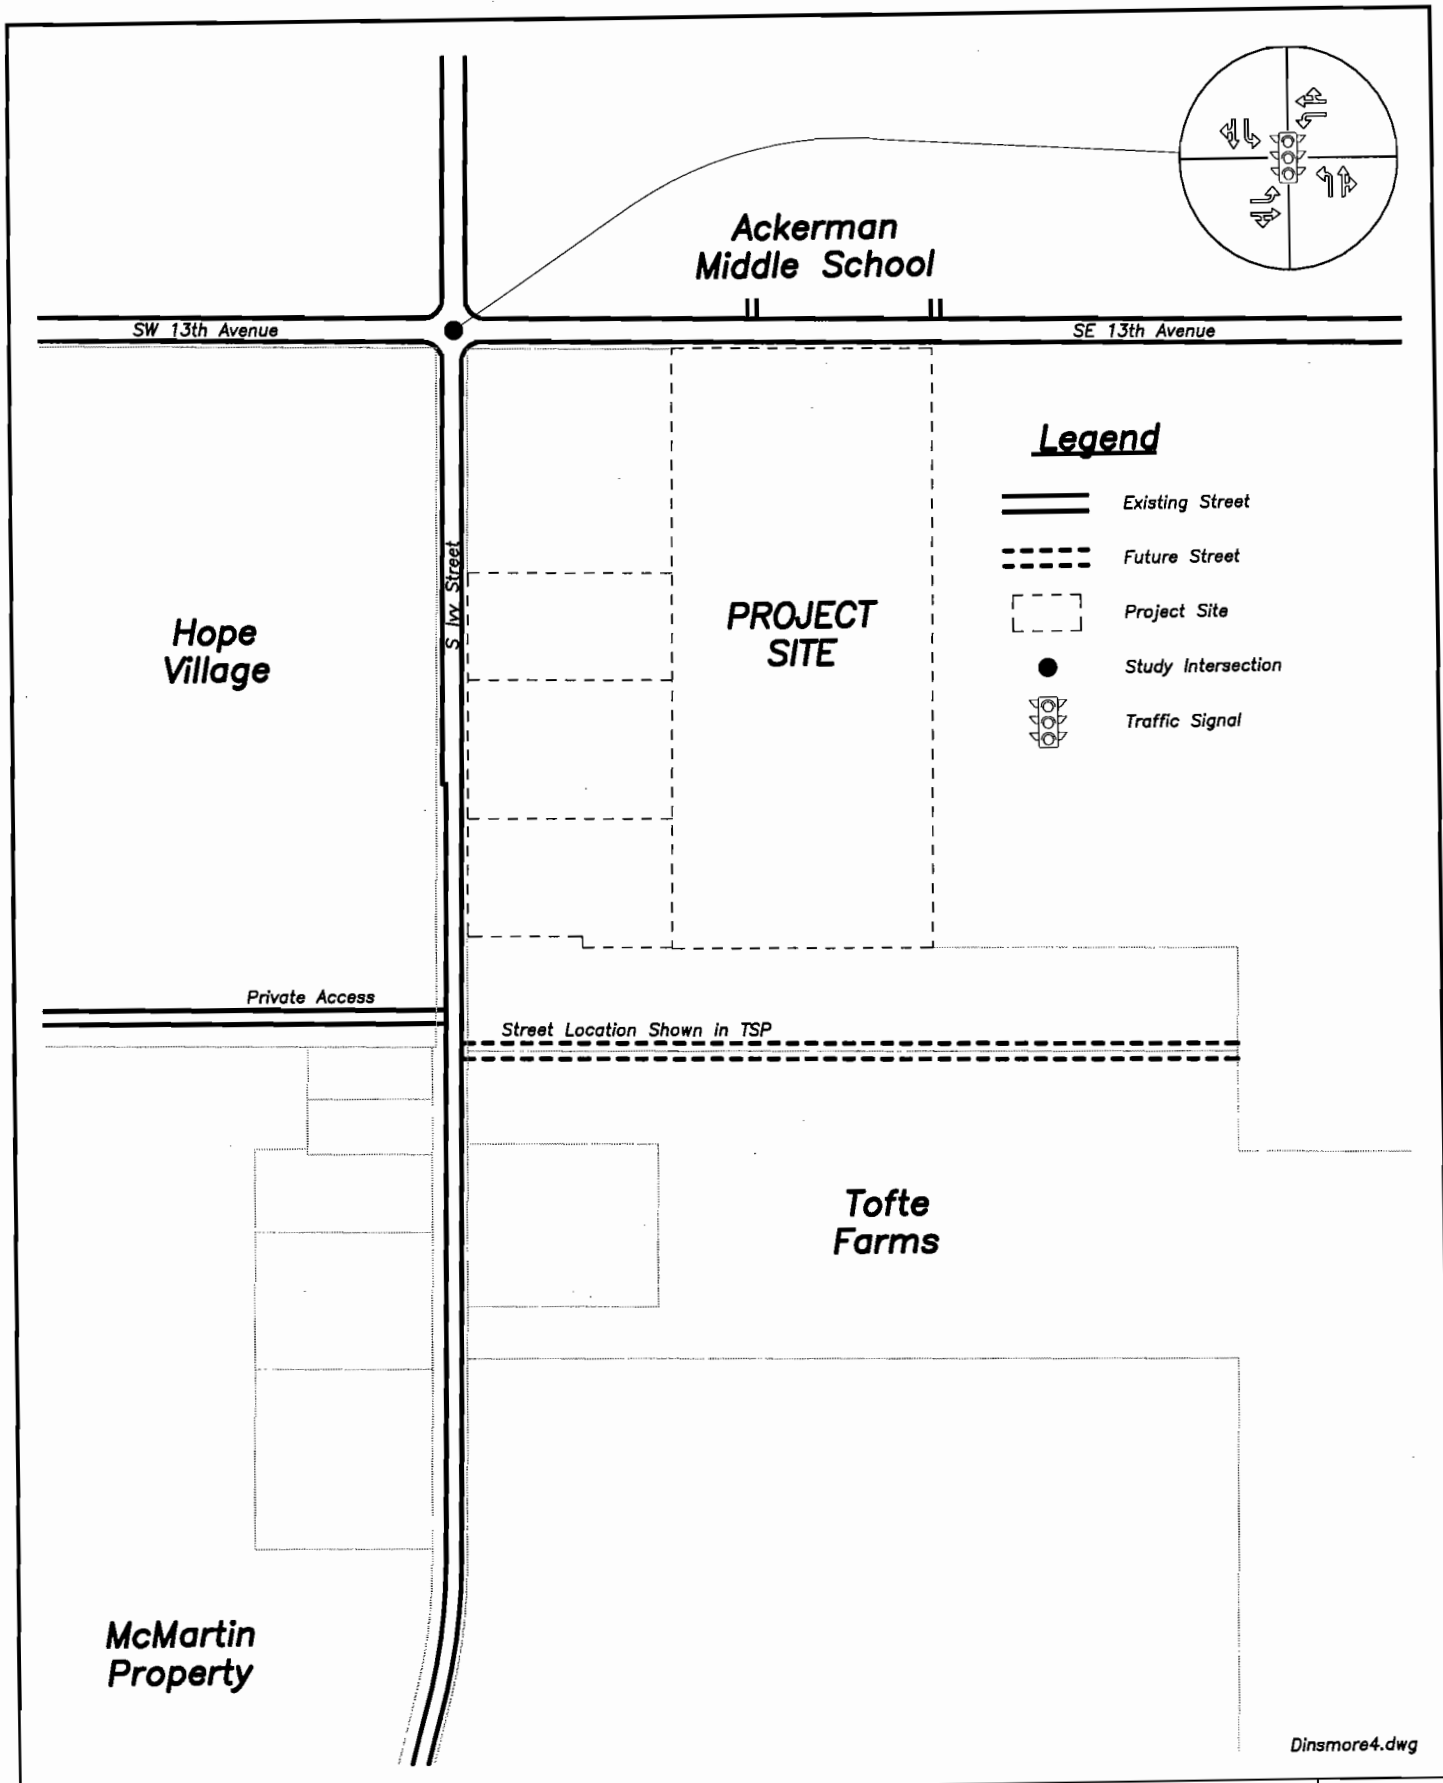 Ackerman
Middle School
SW 13th Avenue
SE 13th Avenue
Legend
Existing Street
Future Street
Project Site
Study Intersection
Traffic Signal
S Ivy Street
PROJECT
SITE
Hope
Village
Private Access
Street Location Shown in TSP
Tofte
Farms
McMartin
Property
Dinsmore4.dwg